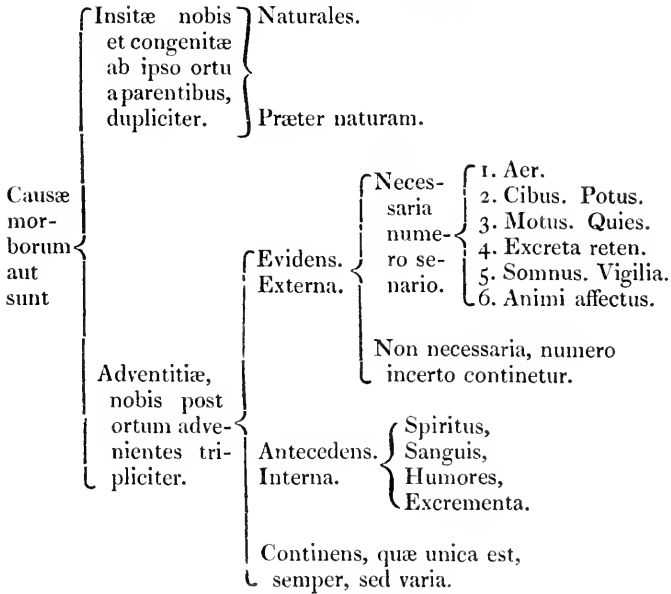 Causæ
mor-
borum
aut
sunt
Insitæ nobis
et congenitæ
ab ipso ortu
a parentibus,
dupliciter.
Naturales.
Præter naturam.
Adventitiæ,
nobis post
ortum adve-
nientes tri-
pliciter.
Evidens.
Externa.
Neces-
saria
nume-
ro se-
nario.
1. Aer.
2. Cibus. Potus.
3. Motus. Quies.
4. Excreta reten.
5. Somnus. Vigilia.
6. Animi affectus.
Non necessaria, numero
incerto continetur.
Antecedens.
Interna.
Spiritus,
Sanguis,
Humores,
Excrementa.
Continens, quæ unica est,
semper, sed varia.